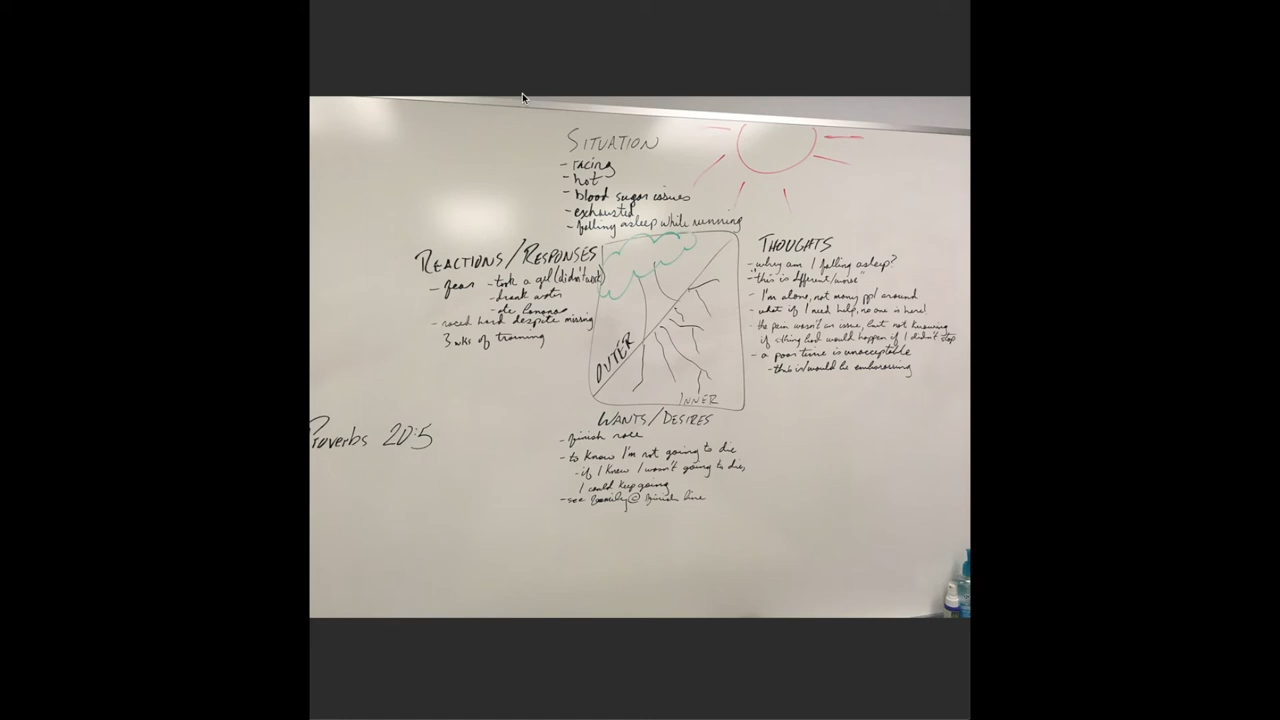 SITUATION
- racing
- hot
- blood sugar issues
- exhausted
- falling asleep while running
REACTIONS/RESPONSES
- fear - took a gel (didn't eat)
- drank water
- ate banana
- raced hard despite missing
3 wks of training
THOUGHTS
- why am I falling asleep?
- "this is different/worse"
- I'm alone, not many ppl around
- what if I need help, no one is here!
- the pain wasn't an issue, but not knowing
if s/thing bad would happen if I didn't stop
- a poor time is unacceptable
- this would be embarrassing
OUTER
INNER
WANTS/DESIRES
- finish race
- to know I'm not going to die
- if I knew I wasn't going to die,
I could keep going
- see family @ finish line
Proverbs 20:5